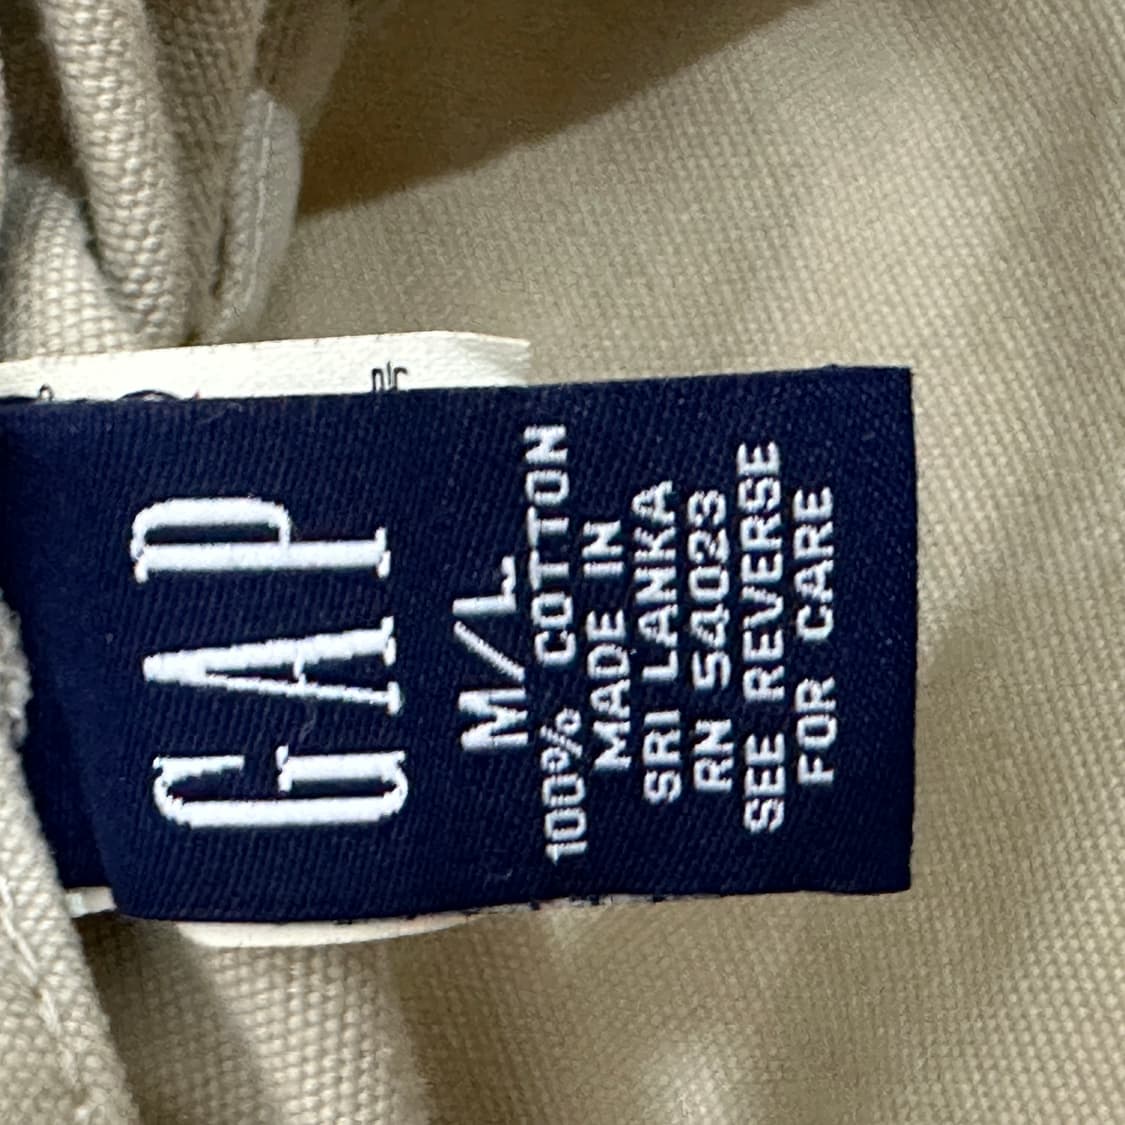 GAP
M/L
100% COTTON
MADE IN
SRI LANKA
RN 54023
SEE REVERSE
FOR CARE